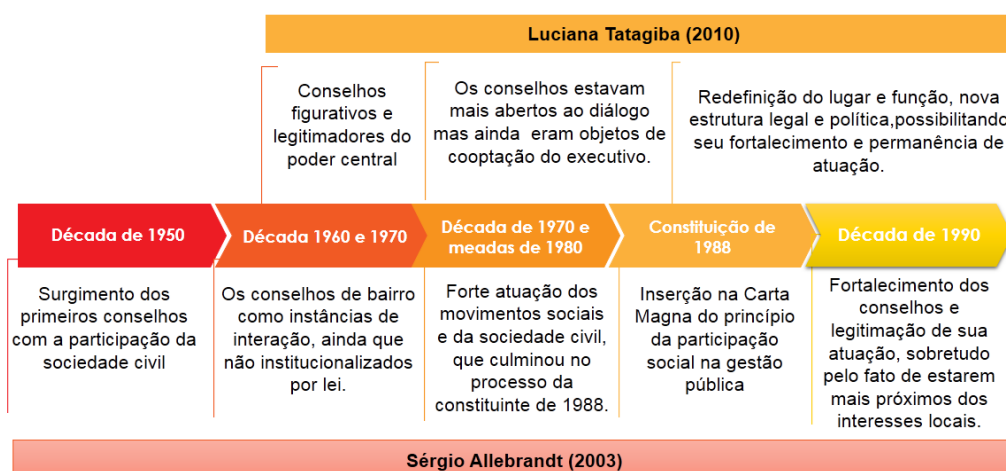 Luciana Tatagiba (2010)
Conselhos
figurativos e
legitimadores do
poder central
Os conselhos estavam
mais abertos ao diálogo
mas ainda eram objetos de
cooptação do executivo.
Redefinição do lugar e função, nova
estrutura legal e política,possibilitando
seu fortalecimento e permanência de
atuação.
Década de 1950
Década 1960 e 1970
Década de 1970 e
meadas de 1980
Constituição de
1988
Década de 1990
Surgimento dos
primeiros conselhos
com a participação da
sociedade civil
Os conselhos de bairro
como instâncias de
interação, ainda que
não institucionalizados
por lei.
Forte atuação dos
movimentos sociais
e da sociedade civil,
que culminou no
processo da
constituinte de 1988.
Inserção na Carta
Magna do princípio
da participação
social na gestão
pública
Fortalecimento dos
conselhos e
legitimação de sua
atuação, sobretudo
pelo fato de estarem
mais próximos dos
interesses locais.
Sérgio Allebrandt (2003)